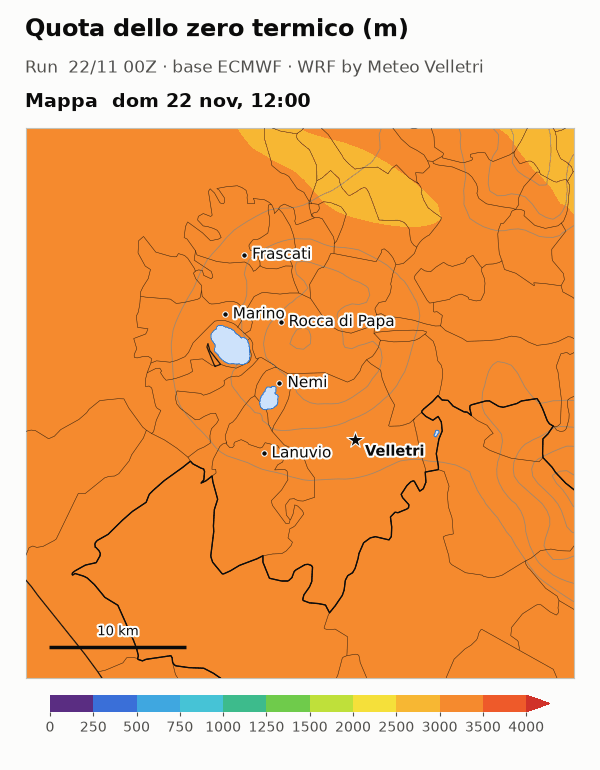 Quota dello zero termico (m)
Run  22/11 00Z · base ECMWF · WRF by Meteo Velletri
Mappa  dom 22 nov, 12:00
Frascati
Marino
Rocca di Papa
Nemi
Velletri
Lanuvio
10 km
0 250 500 750 1000 1250 1500 1750 2000 2500 3000 3500 4000